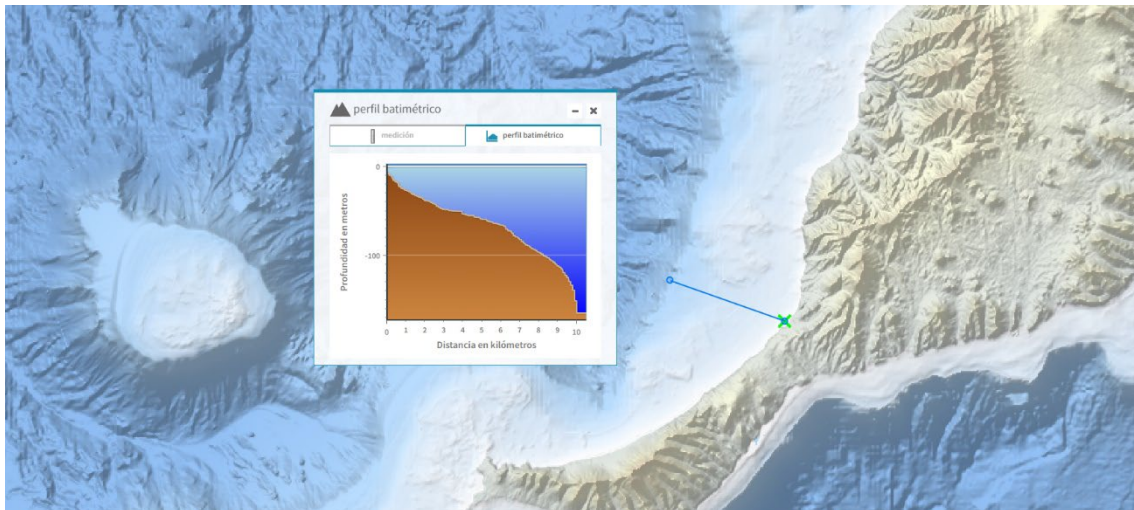 perfil batimétrico
medición
perfil batimétrico
0
-100
Profundidad en metros
0 1 2 3 4 5 6 7 8 9 10
Distancia en kilómetros